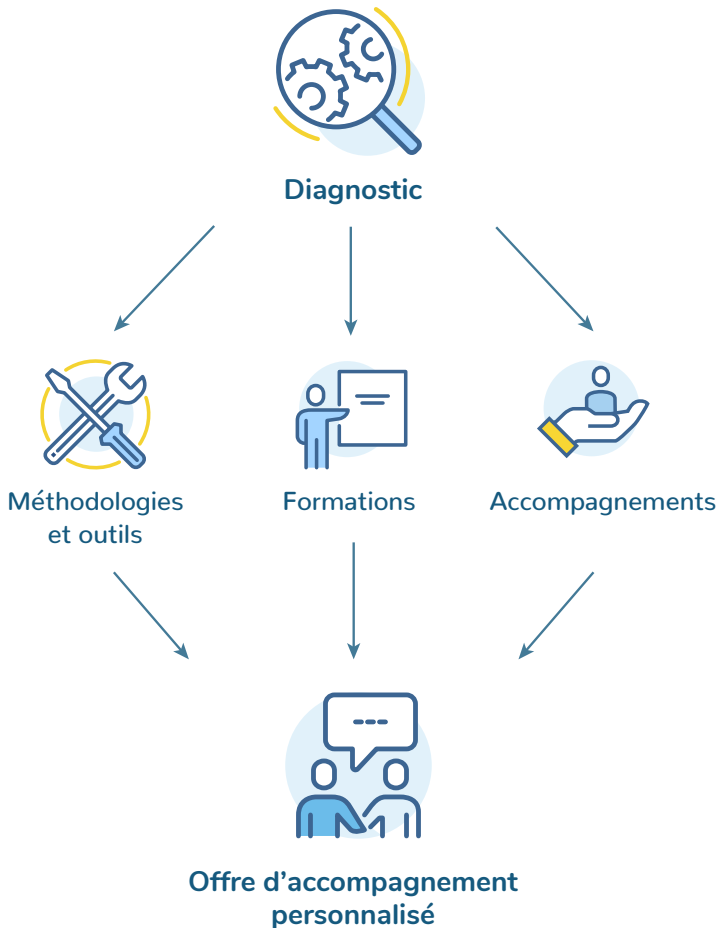 Diagnostic
Méthodologies
et outils
Formations
Accompagnements
Offre d’accompagnement
personnalisé